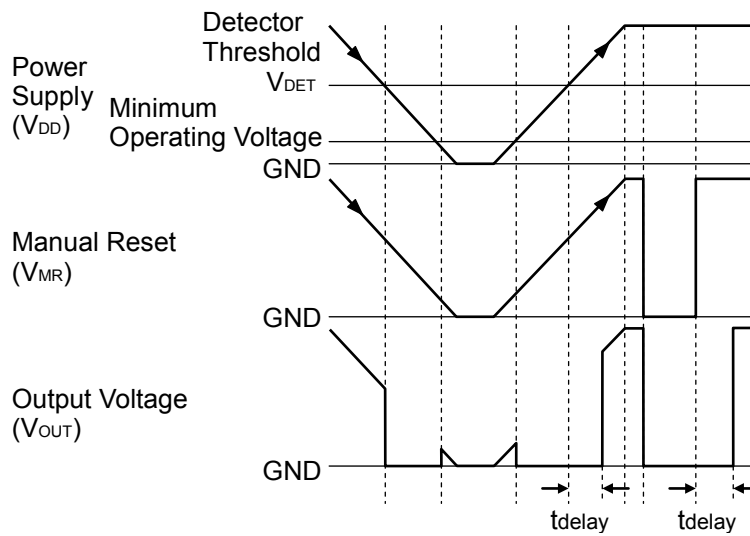 Detector
Threshold
VDET
Power
Supply
(VDD)
Minimum
Operating Voltage
GND
Manual Reset
(VMR)
GND
Output Voltage
(VOUT)
GND
tdelay
tdelay